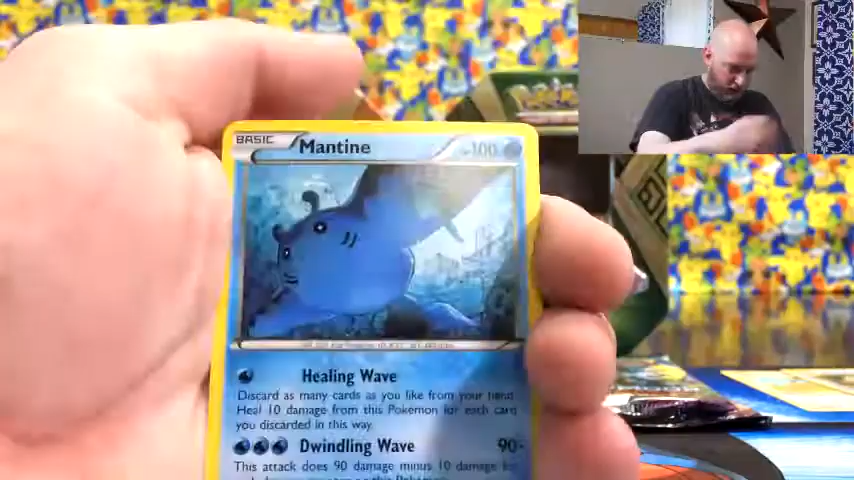 BASIC
Mantine
100
Healing Wave
Discard as many cards as you like from your hand.
Heal 10 damage from this Pokémon for each card
you discarded in this way.
Dwindling Wave 90-
This attack does 90 damage minus 10 damage for